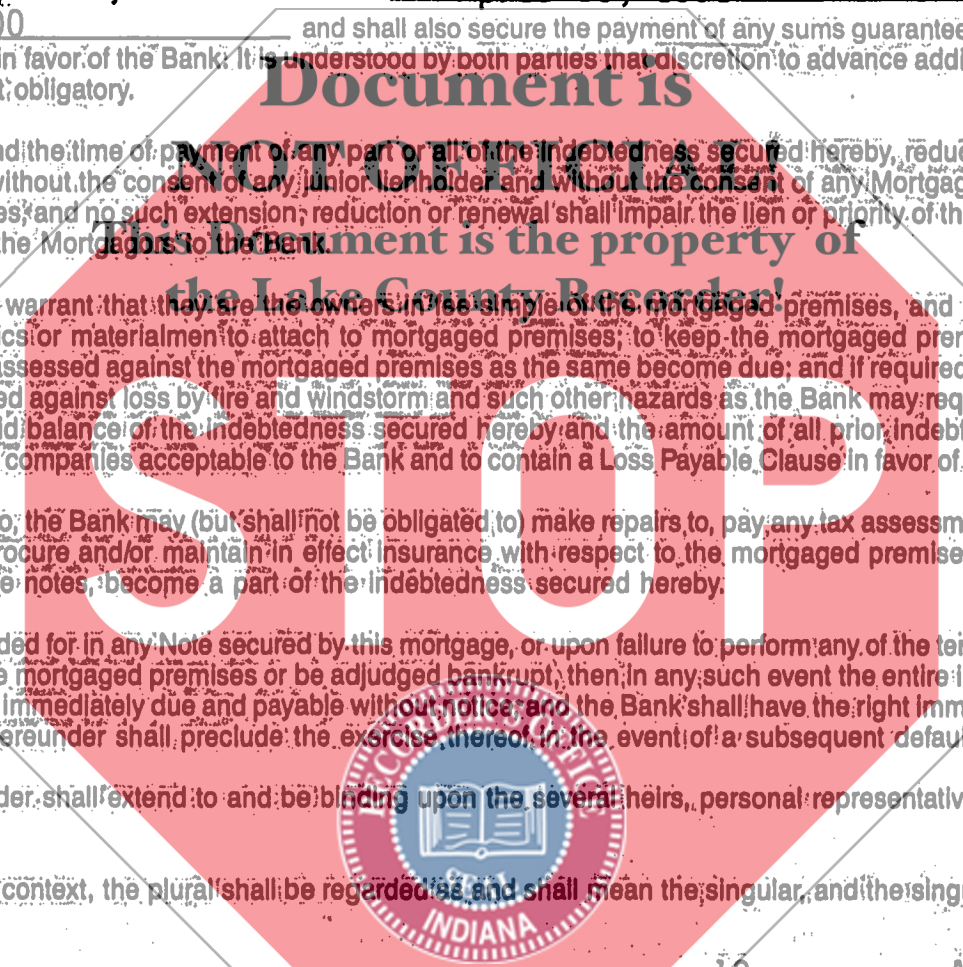 00 and shall also secure the payment of any sums guarantee
in favor of the Bank. It is understood by both parties that discretion to advance addi
t obligatory.
Document is
NOT OFFICIAL!
This Document is the property of
the Lake County Recorder!
nd the time of payment of any part or all of the indebtedness secured hereby, redu
without the consent of any junior lienholder and without the consent of any Mortgag
es, and no such extension, reduction or renewal shall impair the lien or priority of th
the Mortgagors to the Bank.
warrant that they are the owners premises, and
ics or materialmen to attach to mortgaged premises; to keep the mortgaged prem
assessed against the mortgaged premises as the same become due; and if required
ed against loss by fire and windstorm and such other hazards as the Bank may req
id balance of the indebtedness secured hereby and the amount of all prior indebt
companies acceptable to the Bank and to contain a Loss Payable Clause in favor of
STOP
o, the Bank may (but shall not be obligated to) make repairs to, pay any tax assessm
rocure and/or maintain in effect insurance with respect to the mortgaged premise
e notes, become a part of the indebtedness secured hereby.
ded for in any Note secured by this mortgage, or upon failure to perform any of the ter
e mortgaged premises or be adjudged bankrupt, then in any such event the entire i
immediately due and payable without notice, and the Bank shall have the right imm
ereunder shall preclude the exercise thereof in the event of a subsequent defaul
der shall extend to and be binding upon the several heirs, personal representativ
context, the plural shall be regarded as and shall mean the singular, and the sing
RECORDER'S OFFICE
SEAL
INDIANA